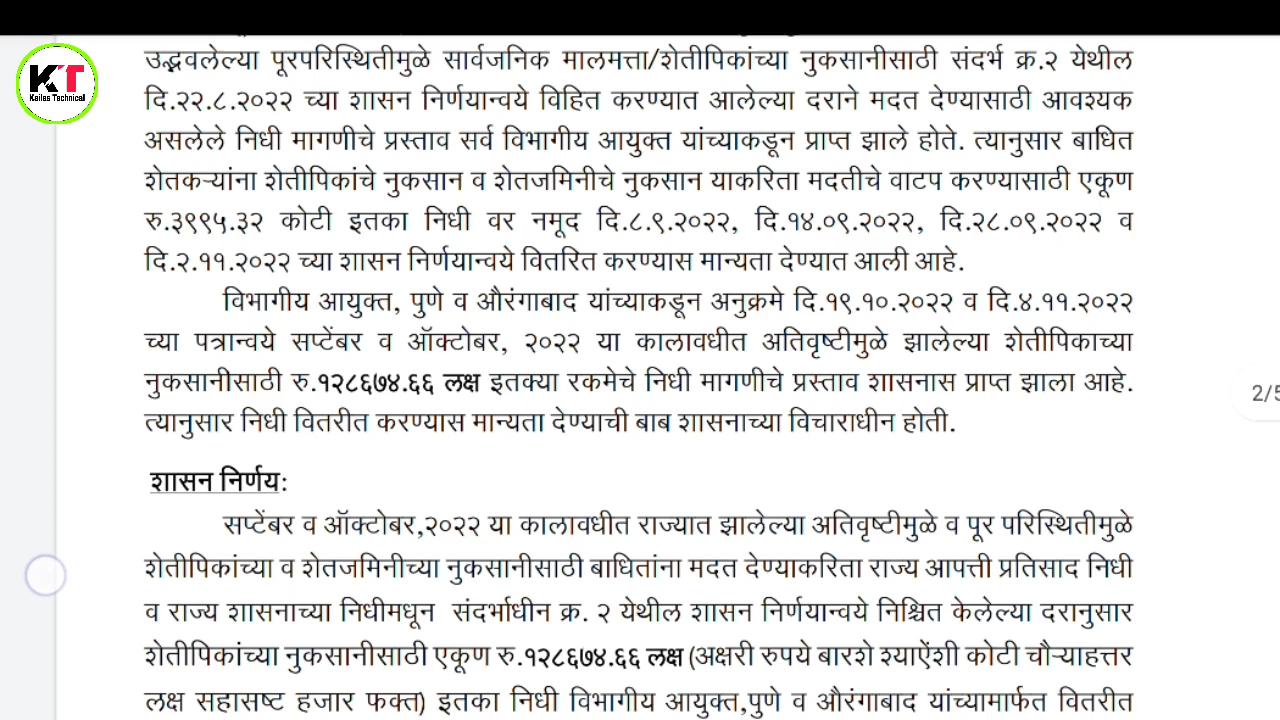 KT
Kailas Technical
उद्भवलेल्या पूरपरिस्थितीमुळे सार्वजनिक मालमत्ता/शेतीपिकांच्या नुकसानीसाठी संदर्भ क्र.२ येथील
दि.२२.८.२०२२ च्या शासन निर्णयान्वये विहित करण्यात आलेल्या दराने मदत देण्यासाठी आवश्यक
असलेले निधी मागणीचे प्रस्ताव सर्व विभागीय आयुक्त यांच्याकडून प्राप्त झाले होते. त्यानुसार बाधित
शेतकऱ्यांना शेतीपिकांचे नुकसान व शेतजमिनीचे नुकसान याकरिता मदतीचे वाटप करण्यासाठी एकूण
रु.३९९५.३२ कोटी इतका निधी वर नमूद दि.८.९.२०२२, दि.१४.०९.२०२२, दि.२८.०९.२०२२ व
दि.२.११.२०२२ च्या शासन निर्णयान्वये वितरित करण्यास मान्यता देण्यात आली आहे.
विभागीय आयुक्त, पुणे व औरंगाबाद यांच्याकडून अनुक्रमे दि.१९.१०.२०२२ व दि.४.११.२०२२
च्या पत्रान्वये सप्टेंबर व ऑक्टोबर, २०२२ या कालावधीत अतिवृष्टीमुळे झालेल्या शेतीपिकाच्या
नुकसानीसाठी रु.१२८६७४.६६ लक्ष इतक्या रकमेचे निधी मागणीचे प्रस्ताव शासनास प्राप्त झाला आहे.
त्यानुसार निधी वितरीत करण्यास मान्यता देण्याची बाब शासनाच्या विचाराधीन होती.
2/5
शासन निर्णय:
सप्टेंबर व ऑक्टोबर,२०२२ या कालावधीत राज्यात झालेल्या अतिवृष्टीमुळे व पूर परिस्थितीमुळे
शेतीपिकांच्या व शेतजमिनीच्या नुकसानीसाठी बाधितांना मदत देण्याकरिता राज्य आपत्ती प्रतिसाद निधी
व राज्य शासनाच्या निधीमधून संदर्भाधीन क्र. २ येथील शासन निर्णयान्वये निश्चित केलेल्या दरानुसार
शेतीपिकांच्या नुकसानीसाठी एकूण रु.१२८६७४.६६ लक्ष (अक्षरी रुपये बारशे श्याऐंशी कोटी चौऱ्याहत्तर
लक्ष सहासष्ट हजार फक्त) इतका निधी विभागीय आयुक्त,पुणे व औरंगाबाद यांच्यामार्फत वितरीत